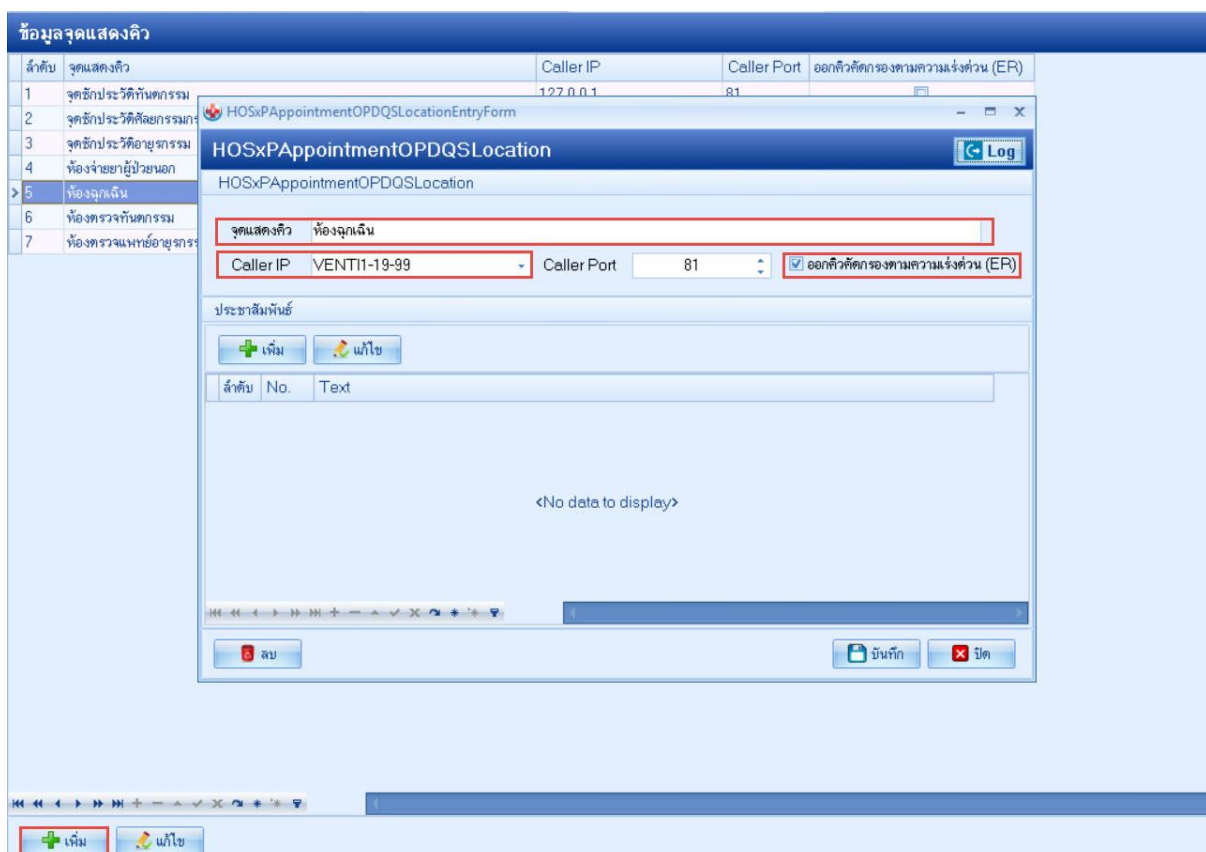 ข้อมูลจุดแสดงคิว
ลำดับ จุดแสดงคิว Caller IP Caller Port ออกคิวคัดกรองตามความเร่งด่วน (ER)
1 จุดซักประวัติทันตกรรม 127.0.0.1 81
2 จุดซักประวัติศัลยกรรมกร
3 จุดซักประวัติอายุรกรรม
4 ห้องจ่ายยาผู้ป่วยนอก
5 ห้องฉุกเฉิน
6 ห้องตรวจทันตกรรม
7 ห้องตรวจแพทย์อายุรกรร
HOSxPAppointmentOPDQSLocationEntryForm
HOSxPAppointmentOPDQSLocation Log
HOSxPAppointmentOPDQSLocation
จุดแสดงคิว ห้องฉุกเฉิน
Caller IP VENTI1-19-99 Caller Port 81 ออกคิวคัดกรองตามความเร่งด่วน (ER)
ประชาสัมพันธ์
เพิ่ม แก้ไข
ลำดับ No. Text
<No data to display>
ลบ บันทึก ปิด
เพิ่ม แก้ไข